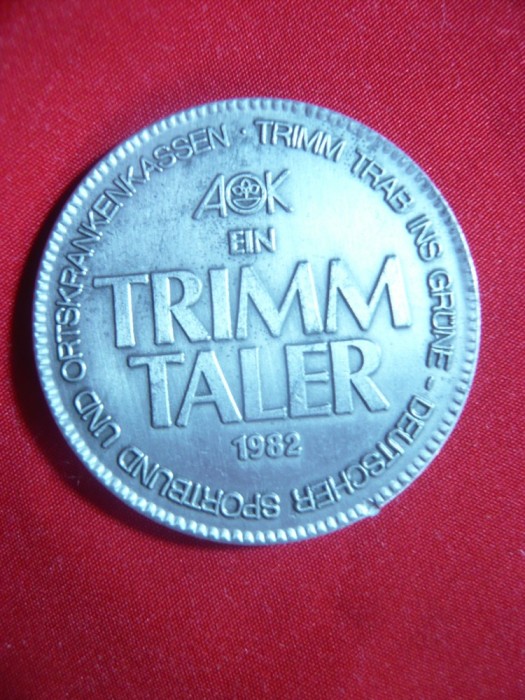 TRIMM TRAB INS GRÜNE - DEUTSCHER SPORTBUND UND ORTSKRANKENKASSEN ·
AOK
EIN
TRIMM
TALER
1982